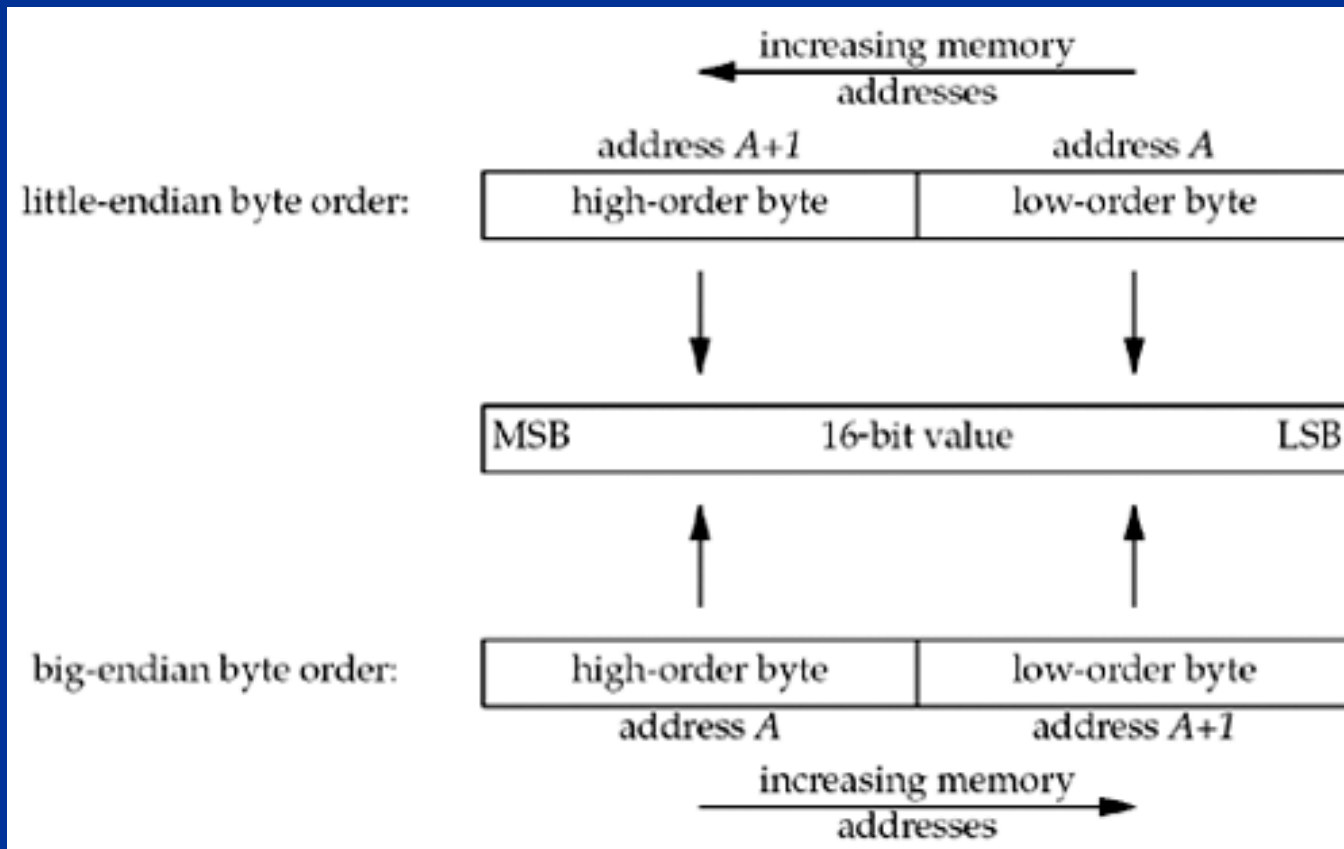 increasing memory
addresses
address A+1 address A
little-endian byte order: high-order byte low-order byte
MSB 16-bit value LSB
big-endian byte order: high-order byte low-order byte
address A address A+1
increasing memory
addresses